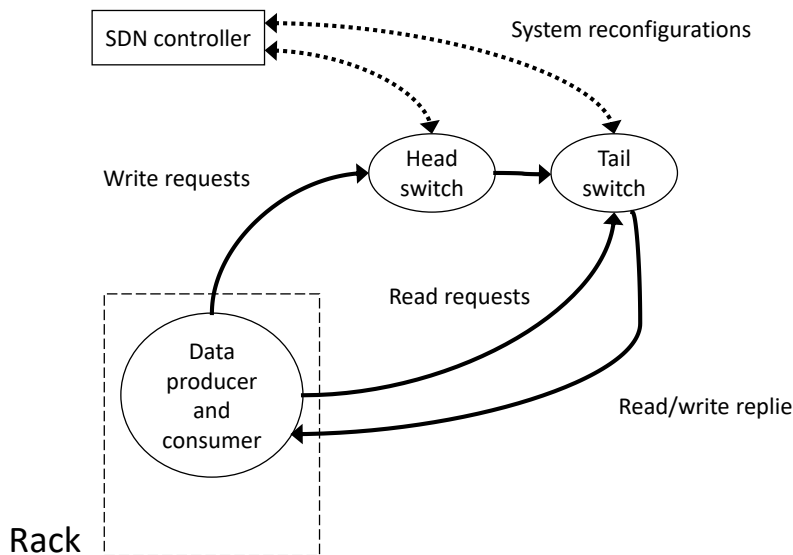 System reconfigurations
SDN controller
Head
switch
Tail
switch
Write requests
Read requests
Data
producer
and
consumer
Read/write replie
Rack